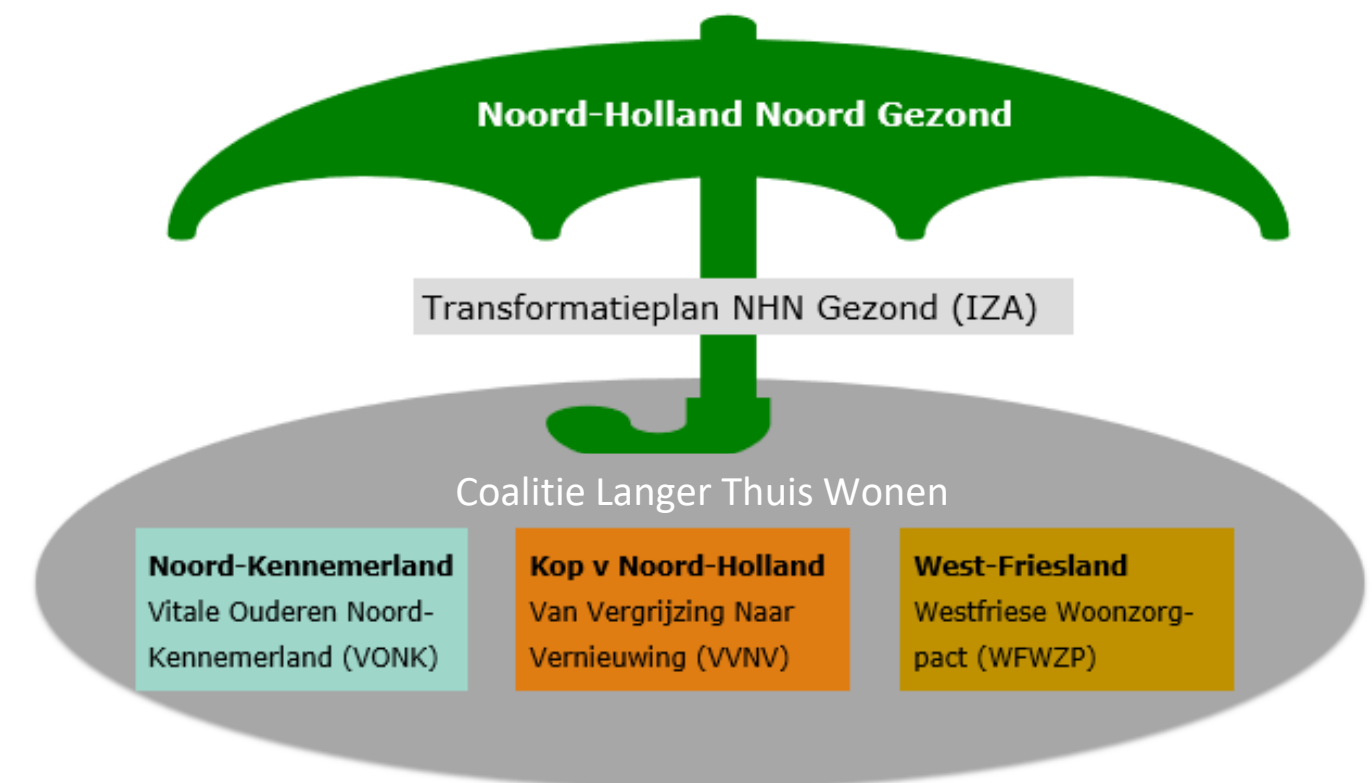 Noord-Holland Noord Gezond
Transformatieplan NHN Gezond (IZA)
Coalitie Langer Thuis Wonen
Noord-Kennemerland
Vitale Ouderen Noord-
Kennemerland (VONK)
Kop v Noord-Holland
Van Vergrijzing Naar
Vernieuwing (VVNV)
West-Friesland
Westfriese Woonzorg-
pact (WFWZP)